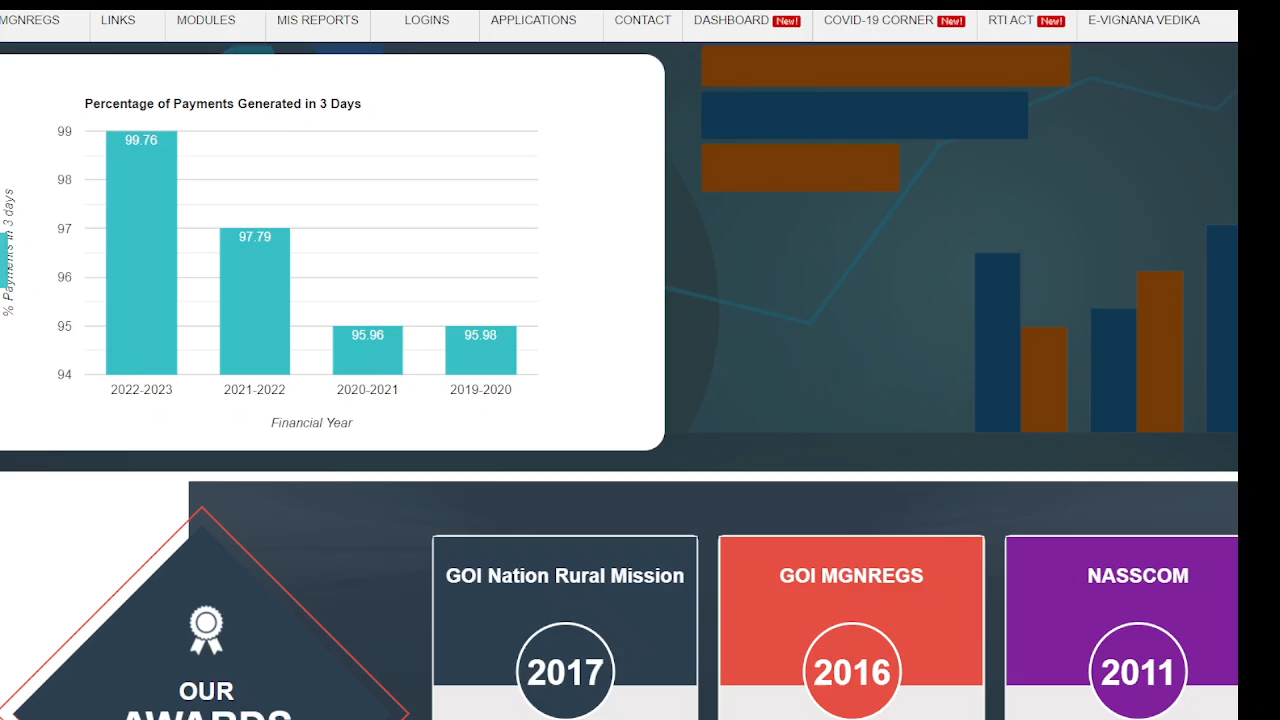 MGNREGS LINKS MODULES MIS REPORTS LOGINS APPLICATIONS CONTACT DASHBOARD New! COVID-19 CORNER New! RTI ACT New! E-VIGNANA VEDIKA
Percentage of Payments Generated in 3 Days
% Payments in 3 days
99
98
97
96
95
94
99.76
97.79
95.96
95.98
2022-2023 2021-2022 2020-2021 2019-2020
Financial Year
OUR
AWARDS
GOI Nation Rural Mission
2017
GOI MGNREGS
2016
NASSCOM
2011